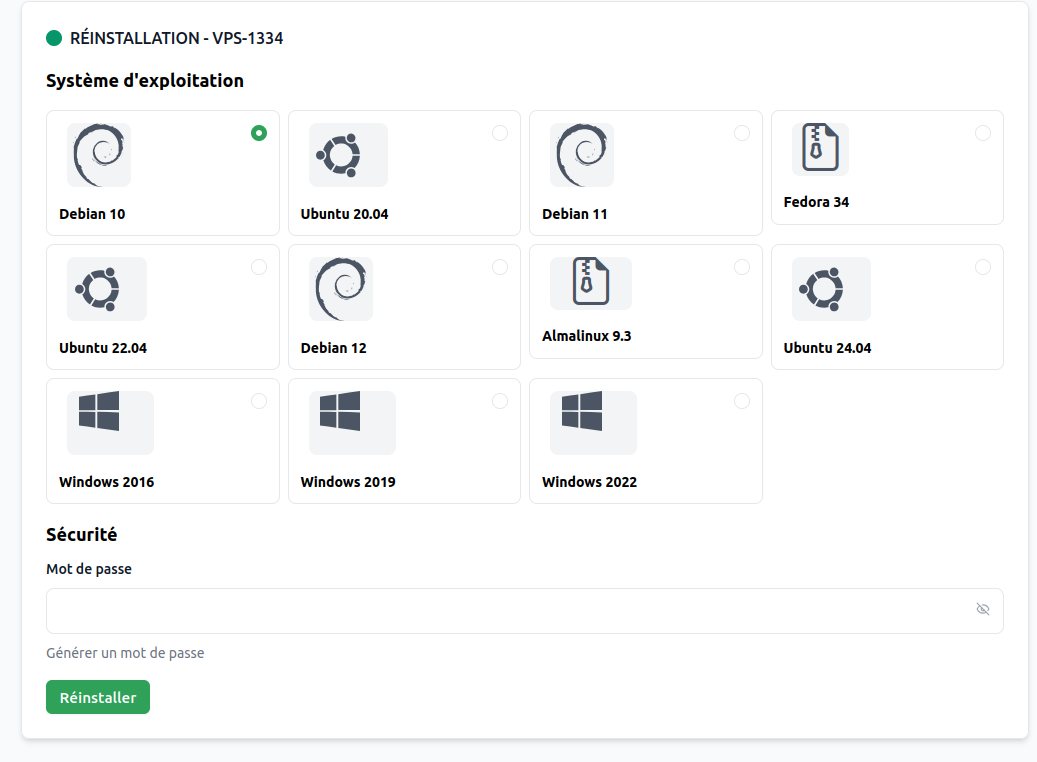 RÉINSTALLATION - VPS-1334
Système d'exploitation
Debian 10
Ubuntu 20.04
Debian 11
Fedora 34
Ubuntu 22.04
Debian 12
Almalinux 9.3
Ubuntu 24.04
Windows 2016
Windows 2019
Windows 2022
Sécurité
Mot de passe
Générer un mot de passe
Réinstaller